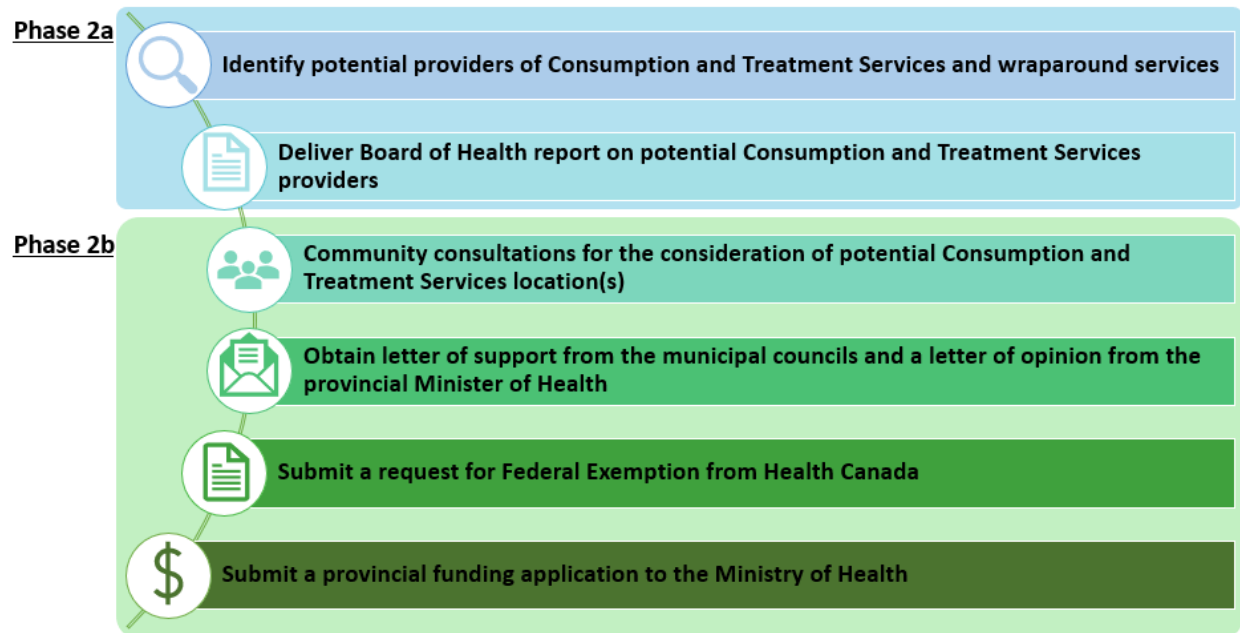 Phase 2a
Identify potential providers of Consumption and Treatment Services and wraparound services
Deliver Board of Health report on potential Consumption and Treatment Services
providers
Phase 2b
Community consultations for the consideration of potential Consumption and
Treatment Services location(s)
Obtain letter of support from the municipal councils and a letter of opinion from the
provincial Minister of Health
Submit a request for Federal Exemption from Health Canada
$
Submit a provincial funding application to the Ministry of Health